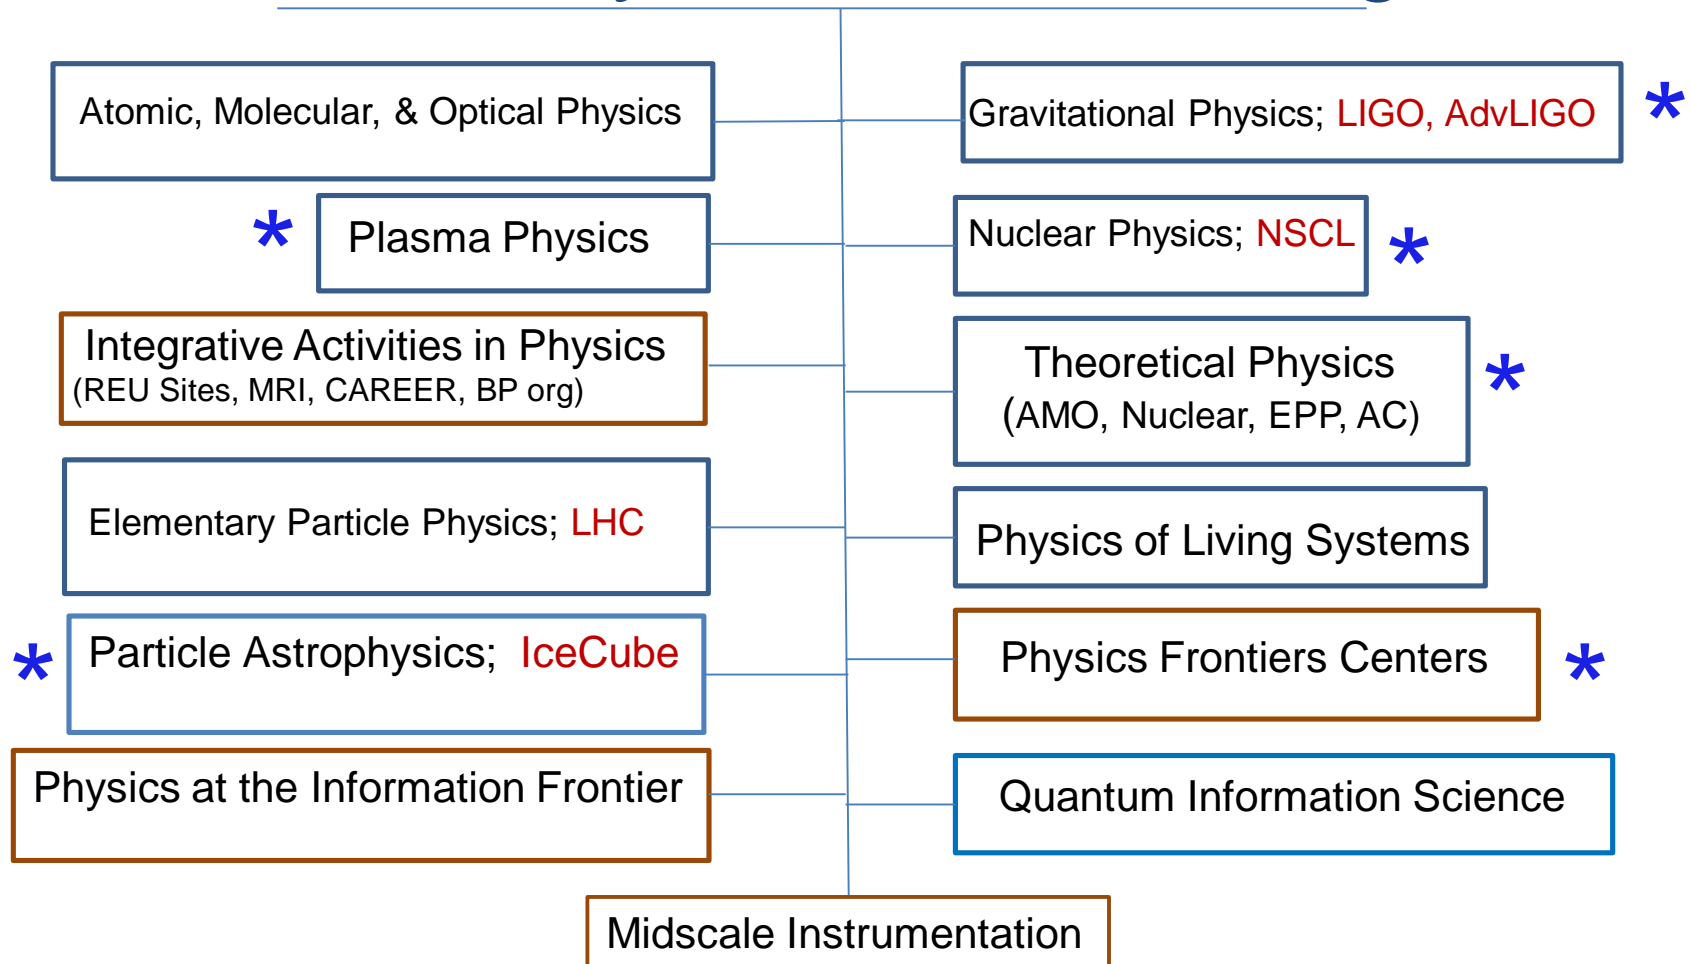 Atomic, Molecular, & Optical Physics
Gravitational Physics; LIGO, AdvLIGO *
* Plasma Physics
Nuclear Physics; NSCL *
Integrative Activities in Physics
(REU Sites, MRI, CAREER, BP org)
Theoretical Physics *
(AMO, Nuclear, EPP, AC)
Elementary Particle Physics; LHC
Physics of Living Systems
* Particle Astrophysics; IceCube
Physics Frontiers Centers *
Physics at the Information Frontier
Quantum Information Science
Midscale Instrumentation